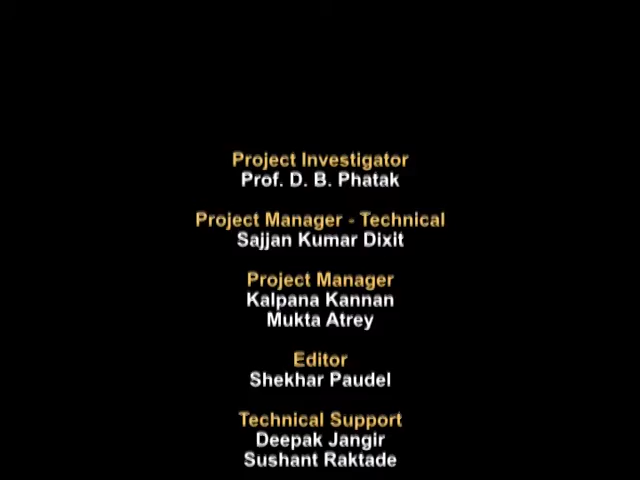 Project Investigator
Prof. D. B. Phatak
Project Manager - Technical
Sajjan Kumar Dixit
Project Manager
Kalpana Kannan
Mukta Atrey
Editor
Shekhar Paudel
Technical Support
Deepak Jangir
Sushant Raktade